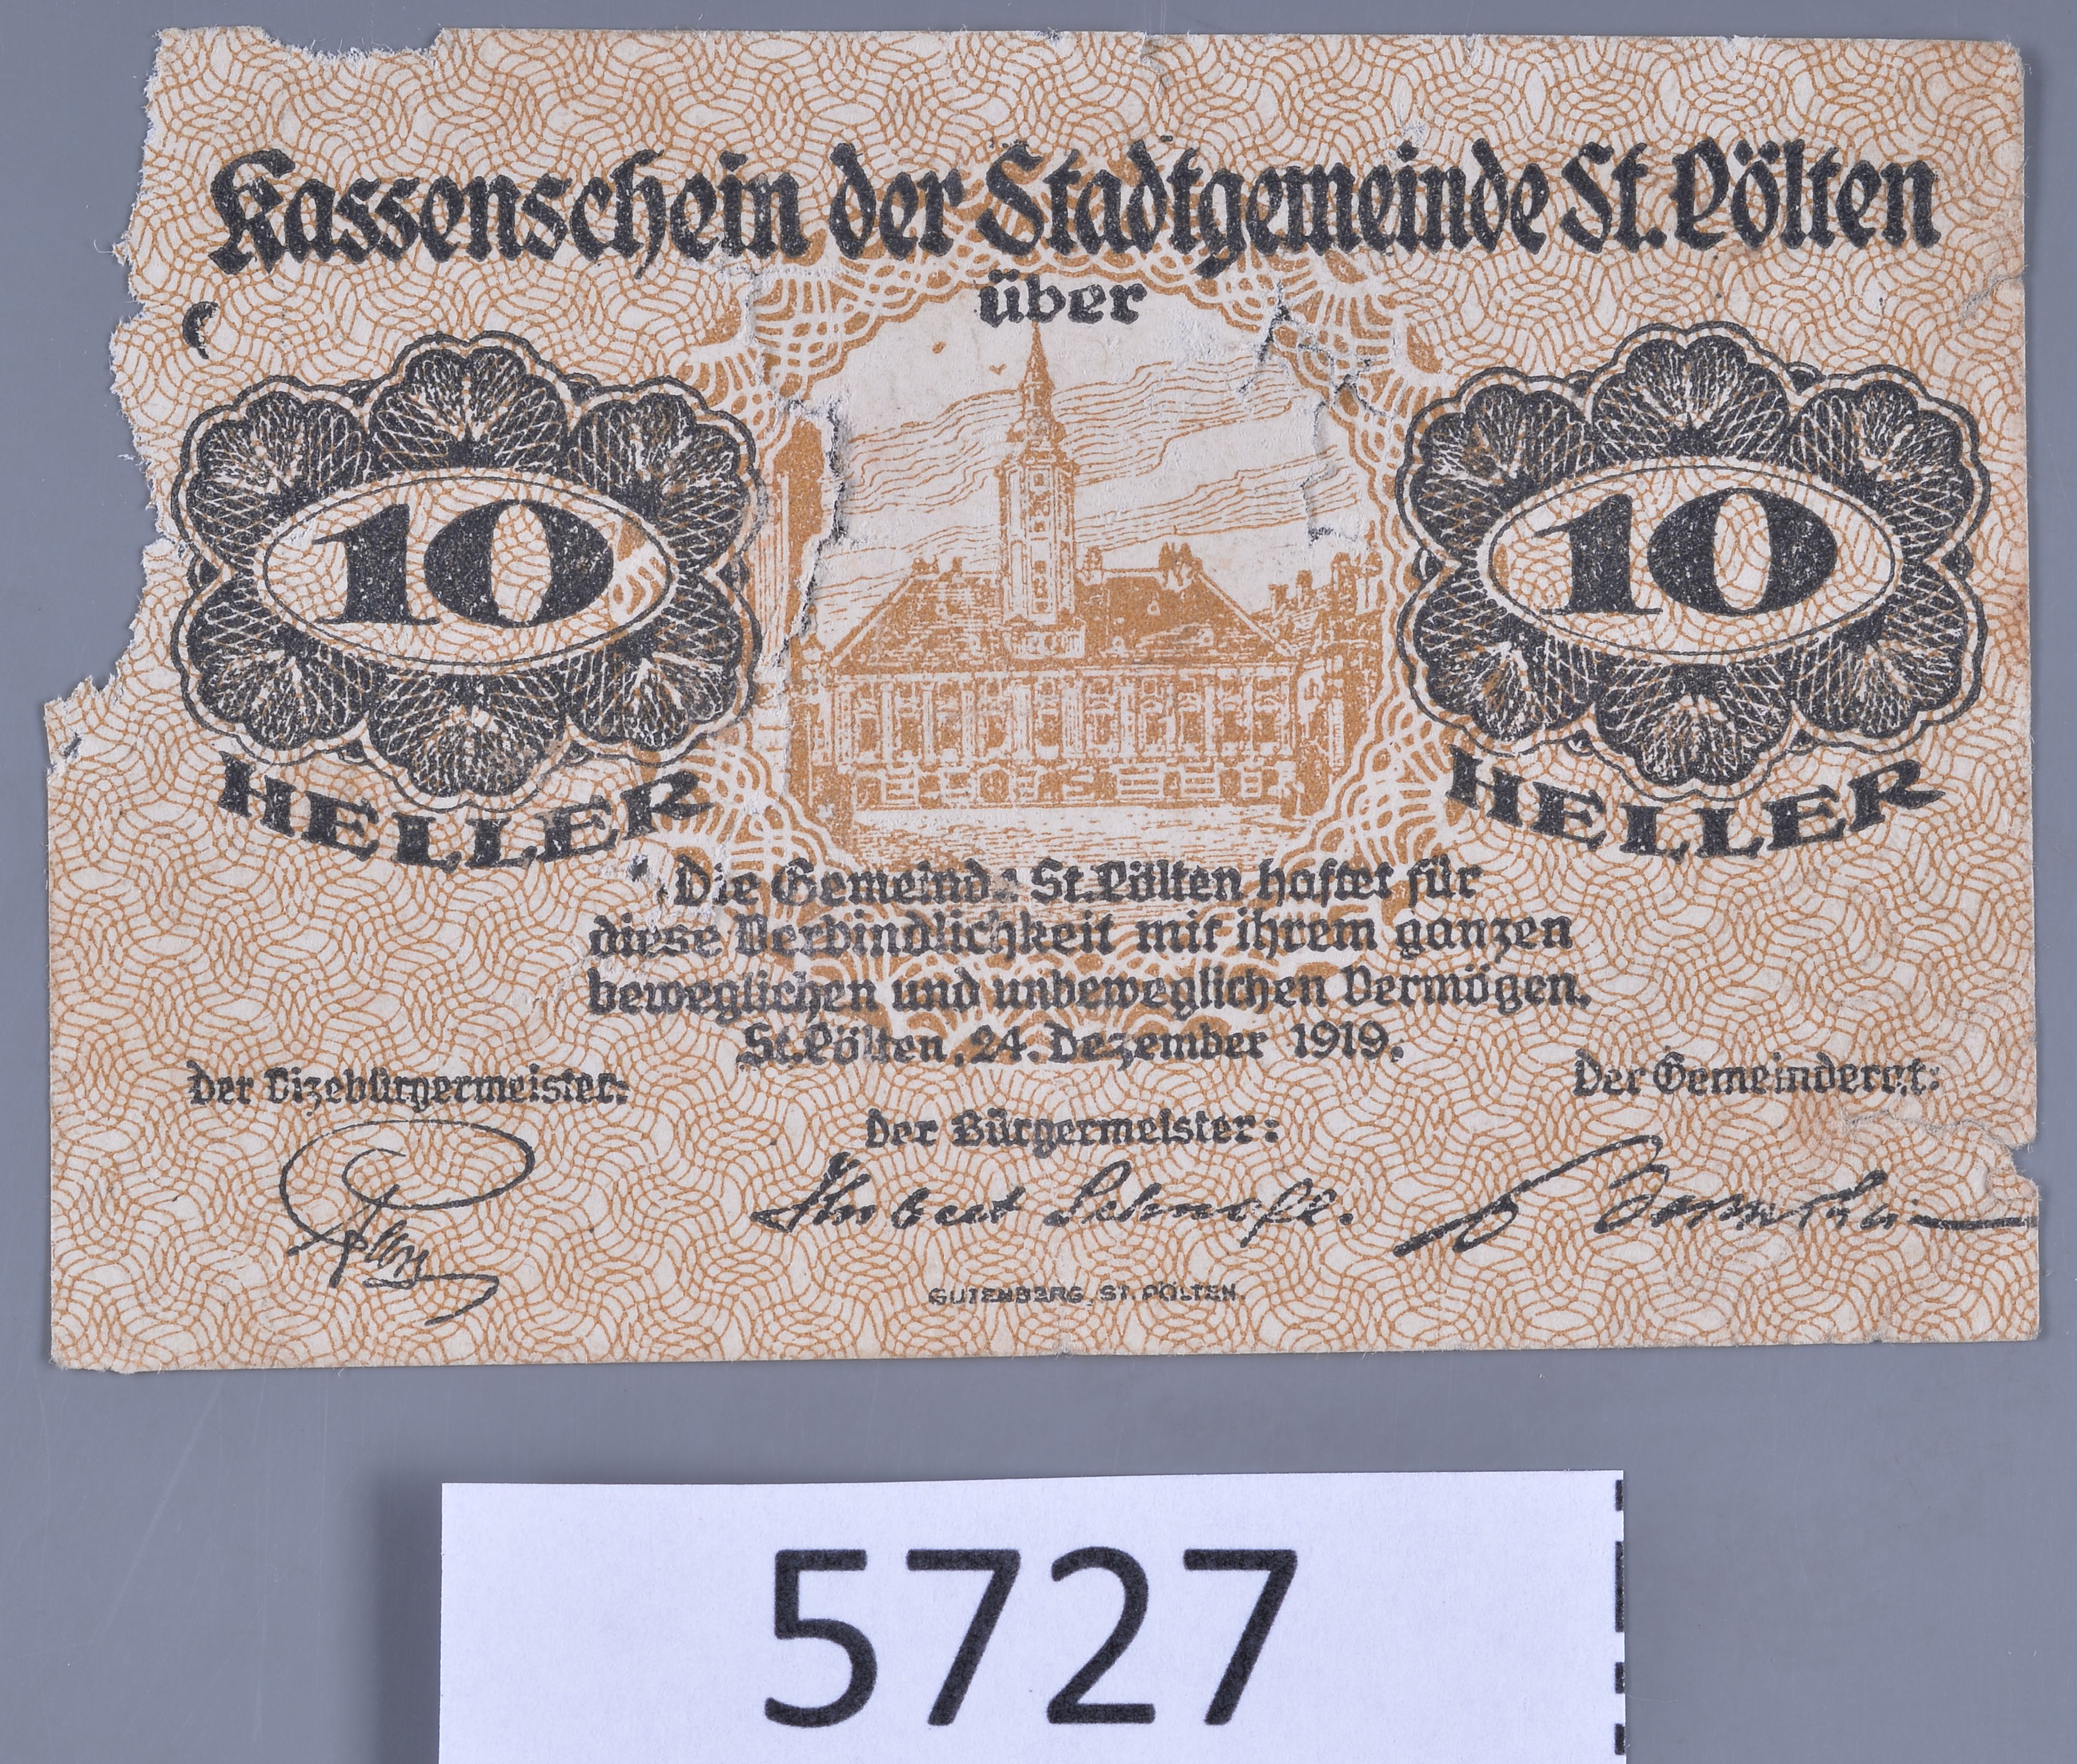 Kassenschein der Stadtgemeinde St. Pölten
über
10
10
HELLER
HELLER
Die Gemeinde St. Pölten haftet für
diese Verbindlichkeit mit ihrem ganzen
beweglichen und unbeweglichen Vermögen.
St. Pölten, 24. Dezember 1919.
Der Vizebürgermeister:
Der Gemeinderat:
Der Bürgermeister:
GUTENBERG, ST. PÖLTEN.
5727